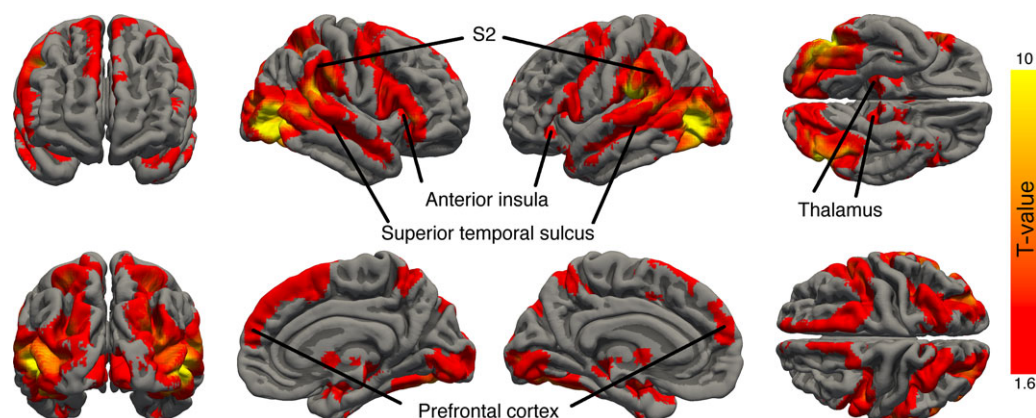 S2
10
Anterior insula
Superior temporal sulcus
Thalamus
T-value
Prefrontal cortex
1.6